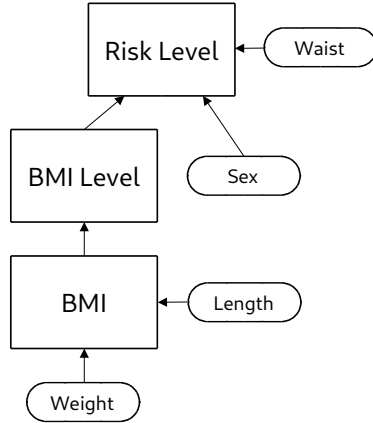 Risk Level
Waist
BMI Level
Sex
BMI
Length
Weight